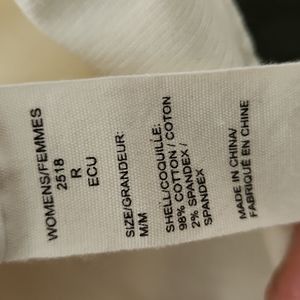 WOMENS/FEMMES
2518
R
ECU
SIZE/GRANDEUR:
M/M
SHELL/COQUILLE:
98% COTTON / COTON
2% SPANDEX /
SPANDEX
MADE IN CHINA/
FABRIQUÉ EN CHINE